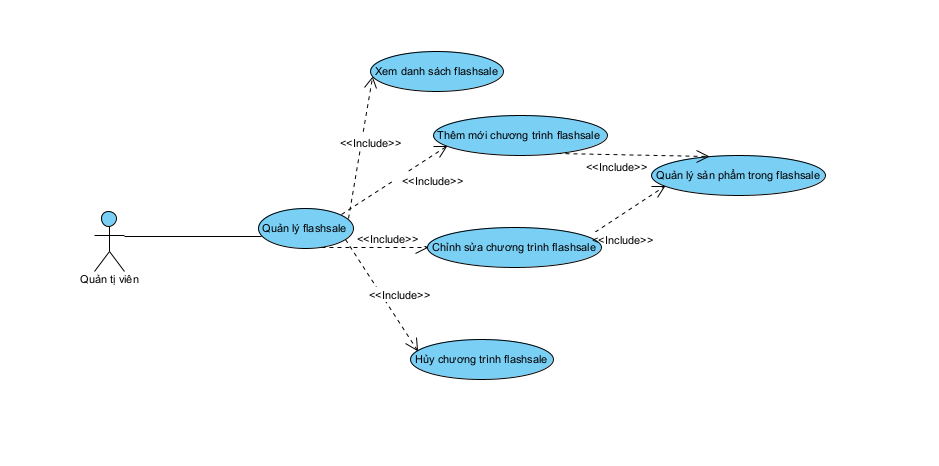 Xem danh sách flashsale
Thêm mới chương trình flashsale
<<Include>>
<<Include>>
Quản lý sản phẩm trong flashsale
<<Include>>
Quản lý flashsale
<<Include>>
Chỉnh sửa chương trình flashsale
<<Include>>
Quản tị viên
<<Include>>
Hủy chương trình flashsale